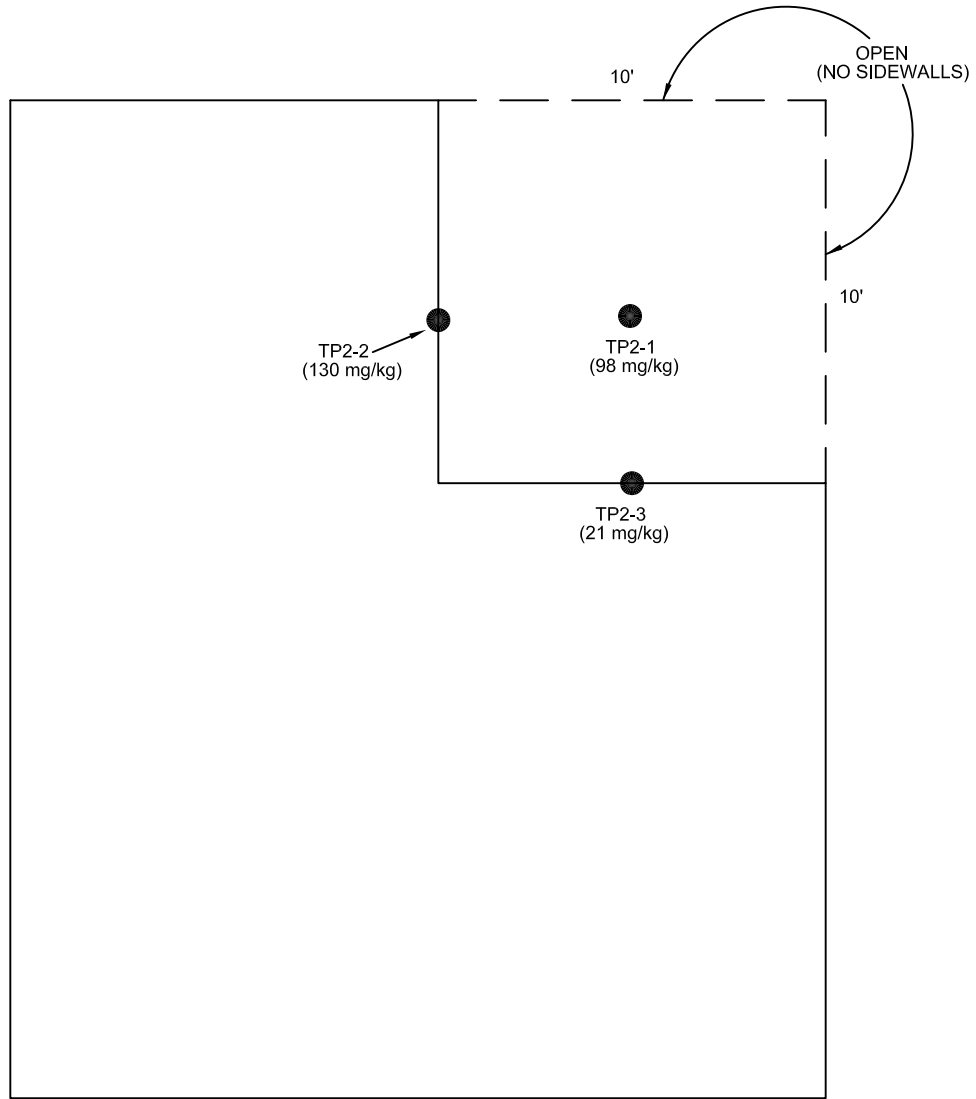 OPEN
(NO SIDEWALLS)
10'
10'
TP2-2
(130 mg/kg)
TP2-1
(98 mg/kg)
TP2-3
(21 mg/kg)